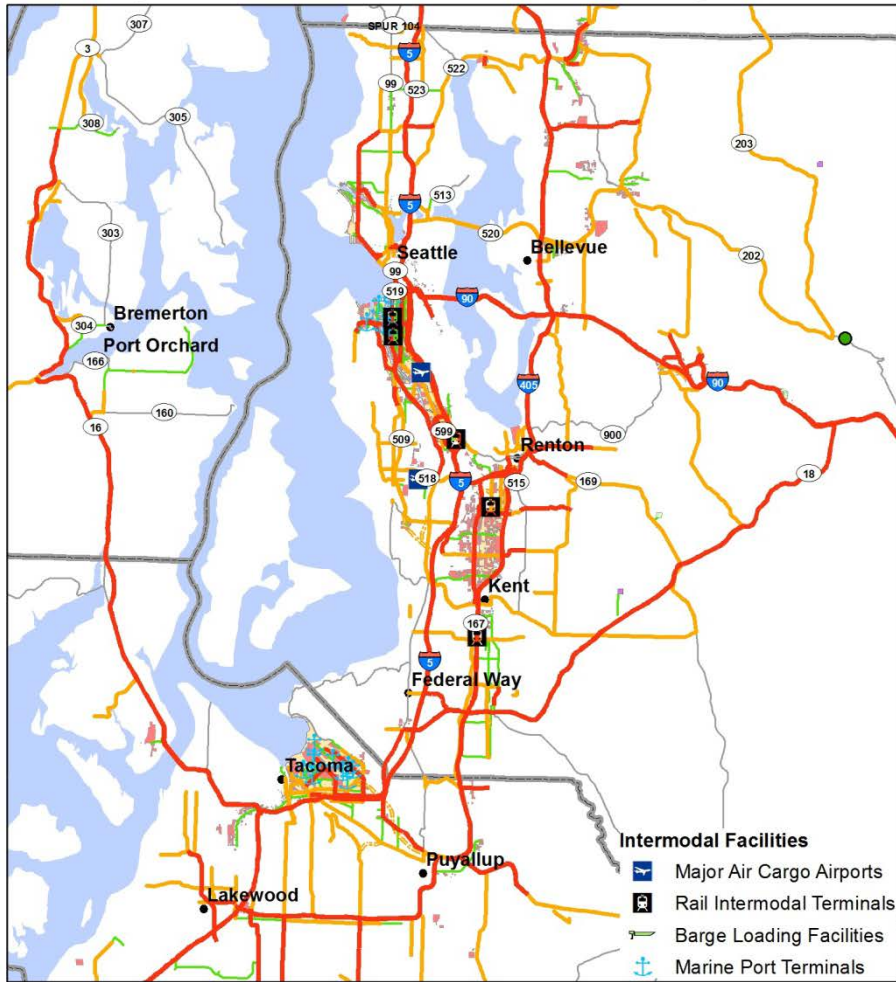 307
SPUR 104
3
5
522
99
523
308
305
203
513
5
303
520
Seattle
Bellevue
99
202
519
90
Bremerton
304
Port Orchard
166
405
90
160
16
599
509
900
Renton
518
5
515
169
18
Kent
167
5
Federal Way
Tacoma
Puyallup
Lakewood
Intermodal Facilities
Major Air Cargo Airports
Rail Intermodal Terminals
Barge Loading Facilities
Marine Port Terminals